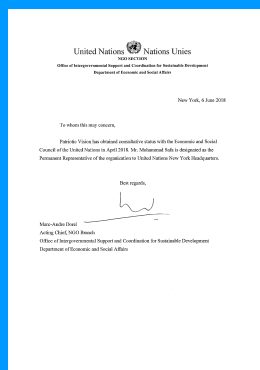 United Nations Nations Unies
NGO SECTION
Office of Intergovernmental Support and Coordination for Sustainable Development
Department of Economic and Social Affairs
New York, 6 June 2018
To whom this may concern,
Patriotic Vision has obtained consultative status with the Economic and Social
Council of the United Nations in April 2018. Mr. Mohammad Safa is designated as the
Permanent Representative of the organization to United Nations New York Headquarters.
Best regards,
Marc-Andre Dorel
Acting Chief, NGO Branch
Office of Intergovernmental Support and Coordination for Sustainable Development
Department of Economic and Social Affairs